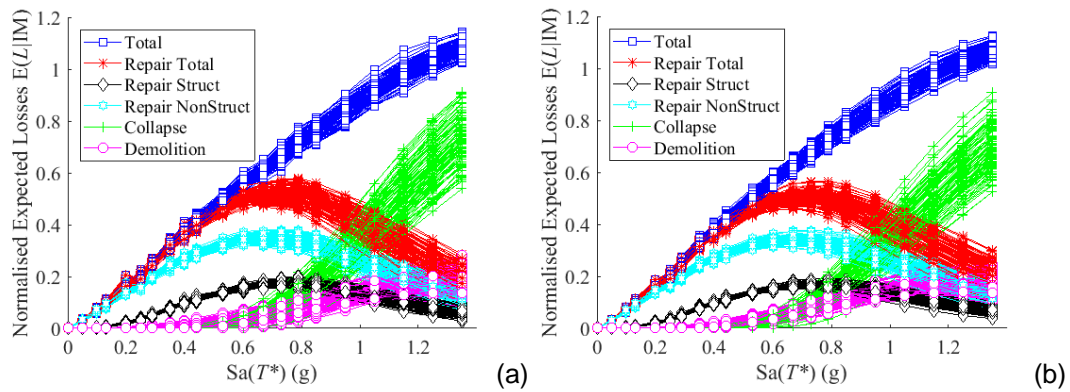 Normalised Expected Losses E(L|IM)
1.2
1
0.8
0.6
0.4
0.2
0
Total
Repair Total
Repair Struct
Repair NonStruct
Collapse
Demolition
0 0.2 0.4 0.6 0.8 1 1.2
Sa(T*) (g)
(a)
Normalised Expected Losses E(L|IM)
1.2
1
0.8
0.6
0.4
0.2
0
Total
Repair Total
Repair Struct
Repair NonStruct
Collapse
Demolition
0 0.2 0.4 0.6 0.8 1 1.2
Sa(T*) (g)
(b)